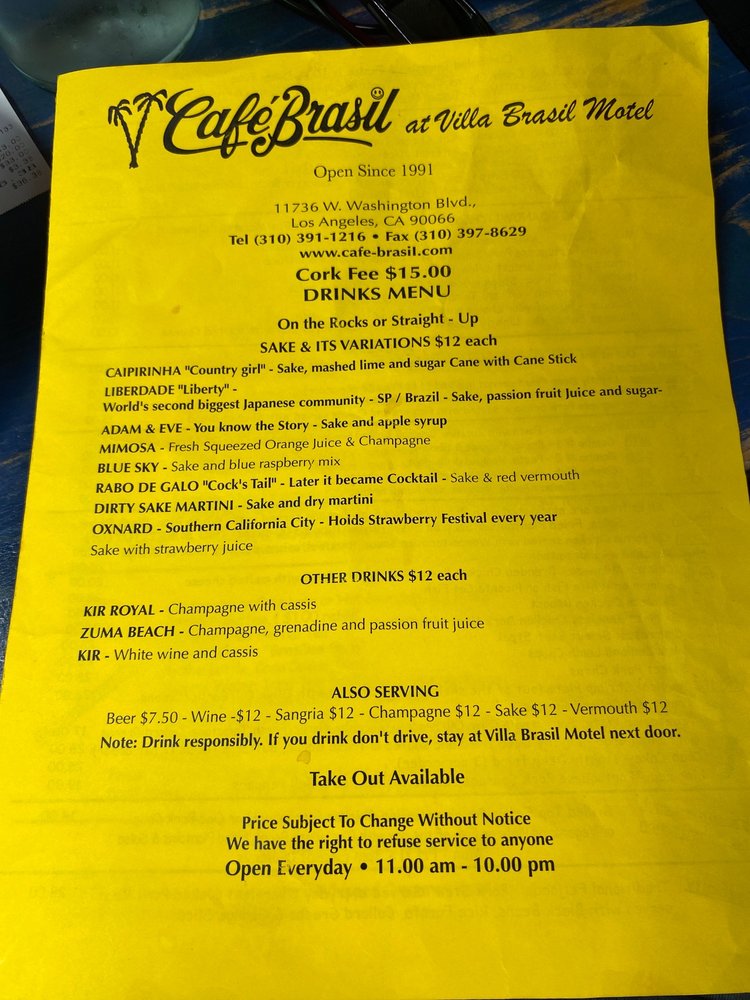 Café Brasil at Villa Brasil Motel
Open Since 1991
11736 W. Washington Blvd.,
Los Angeles, CA 90066
Tel (310) 391-1216 • Fax (310) 397-8629
www.cafe-brasil.com
Cork Fee $15.00
DRINKS MENU
On the Rocks or Straight - Up
SAKE & ITS VARIATIONS $12 each
CAIPIRINHA "Country girl" - Sake, mashed lime and sugar Cane with Cane Stick
LIBERDADE "Liberty" -
World's second biggest Japanese community - SP / Brazil - Sake, passion fruit Juice and sugar-
ADAM & EVE - You know the Story - Sake and apple syrup
MIMOSA - Fresh Squeezed Orange Juice & Champagne
BLUE SKY - Sake and blue raspberry mix
RABO DE GALO "Cock's Tail" - Later it became Cocktail - Sake & red vermouth
DIRTY SAKE MARTINI - Sake and dry martini
OXNARD - Southern California City - Holds Strawberry Festival every year
Sake with strawberry juice
OTHER DRINKS $12 each
KIR ROYAL - Champagne with cassis
ZUMA BEACH - Champagne, grenadine and passion fruit juice
KIR - White wine and cassis
ALSO SERVING
Beer $7.50 - Wine -$12 - Sangria $12 - Champagne $12 - Sake $12 - Vermouth $12
Note: Drink responsibly. If you drink don't drive, stay at Villa Brasil Motel next door.
Take Out Available
Price Subject To Change Without Notice
We have the right to refuse service to anyone
Open Everyday • 11.00 am - 10.00 pm